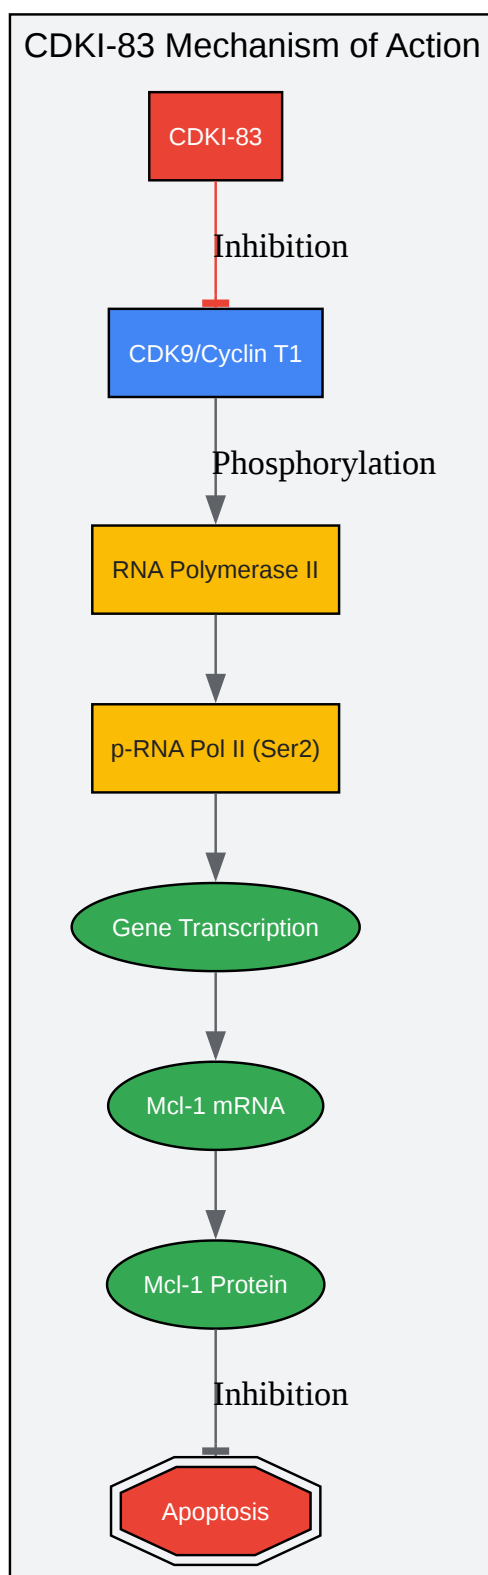 CDKI-83 Mechanism of Action
CDKI-83
Inhibition
CDK9/Cyclin T1
Phosphorylation
RNA Polymerase II
p-RNA Pol II (Ser2)
Gene Transcription
Mcl-1 mRNA
Mcl-1 Protein
Inhibition
Apoptosis